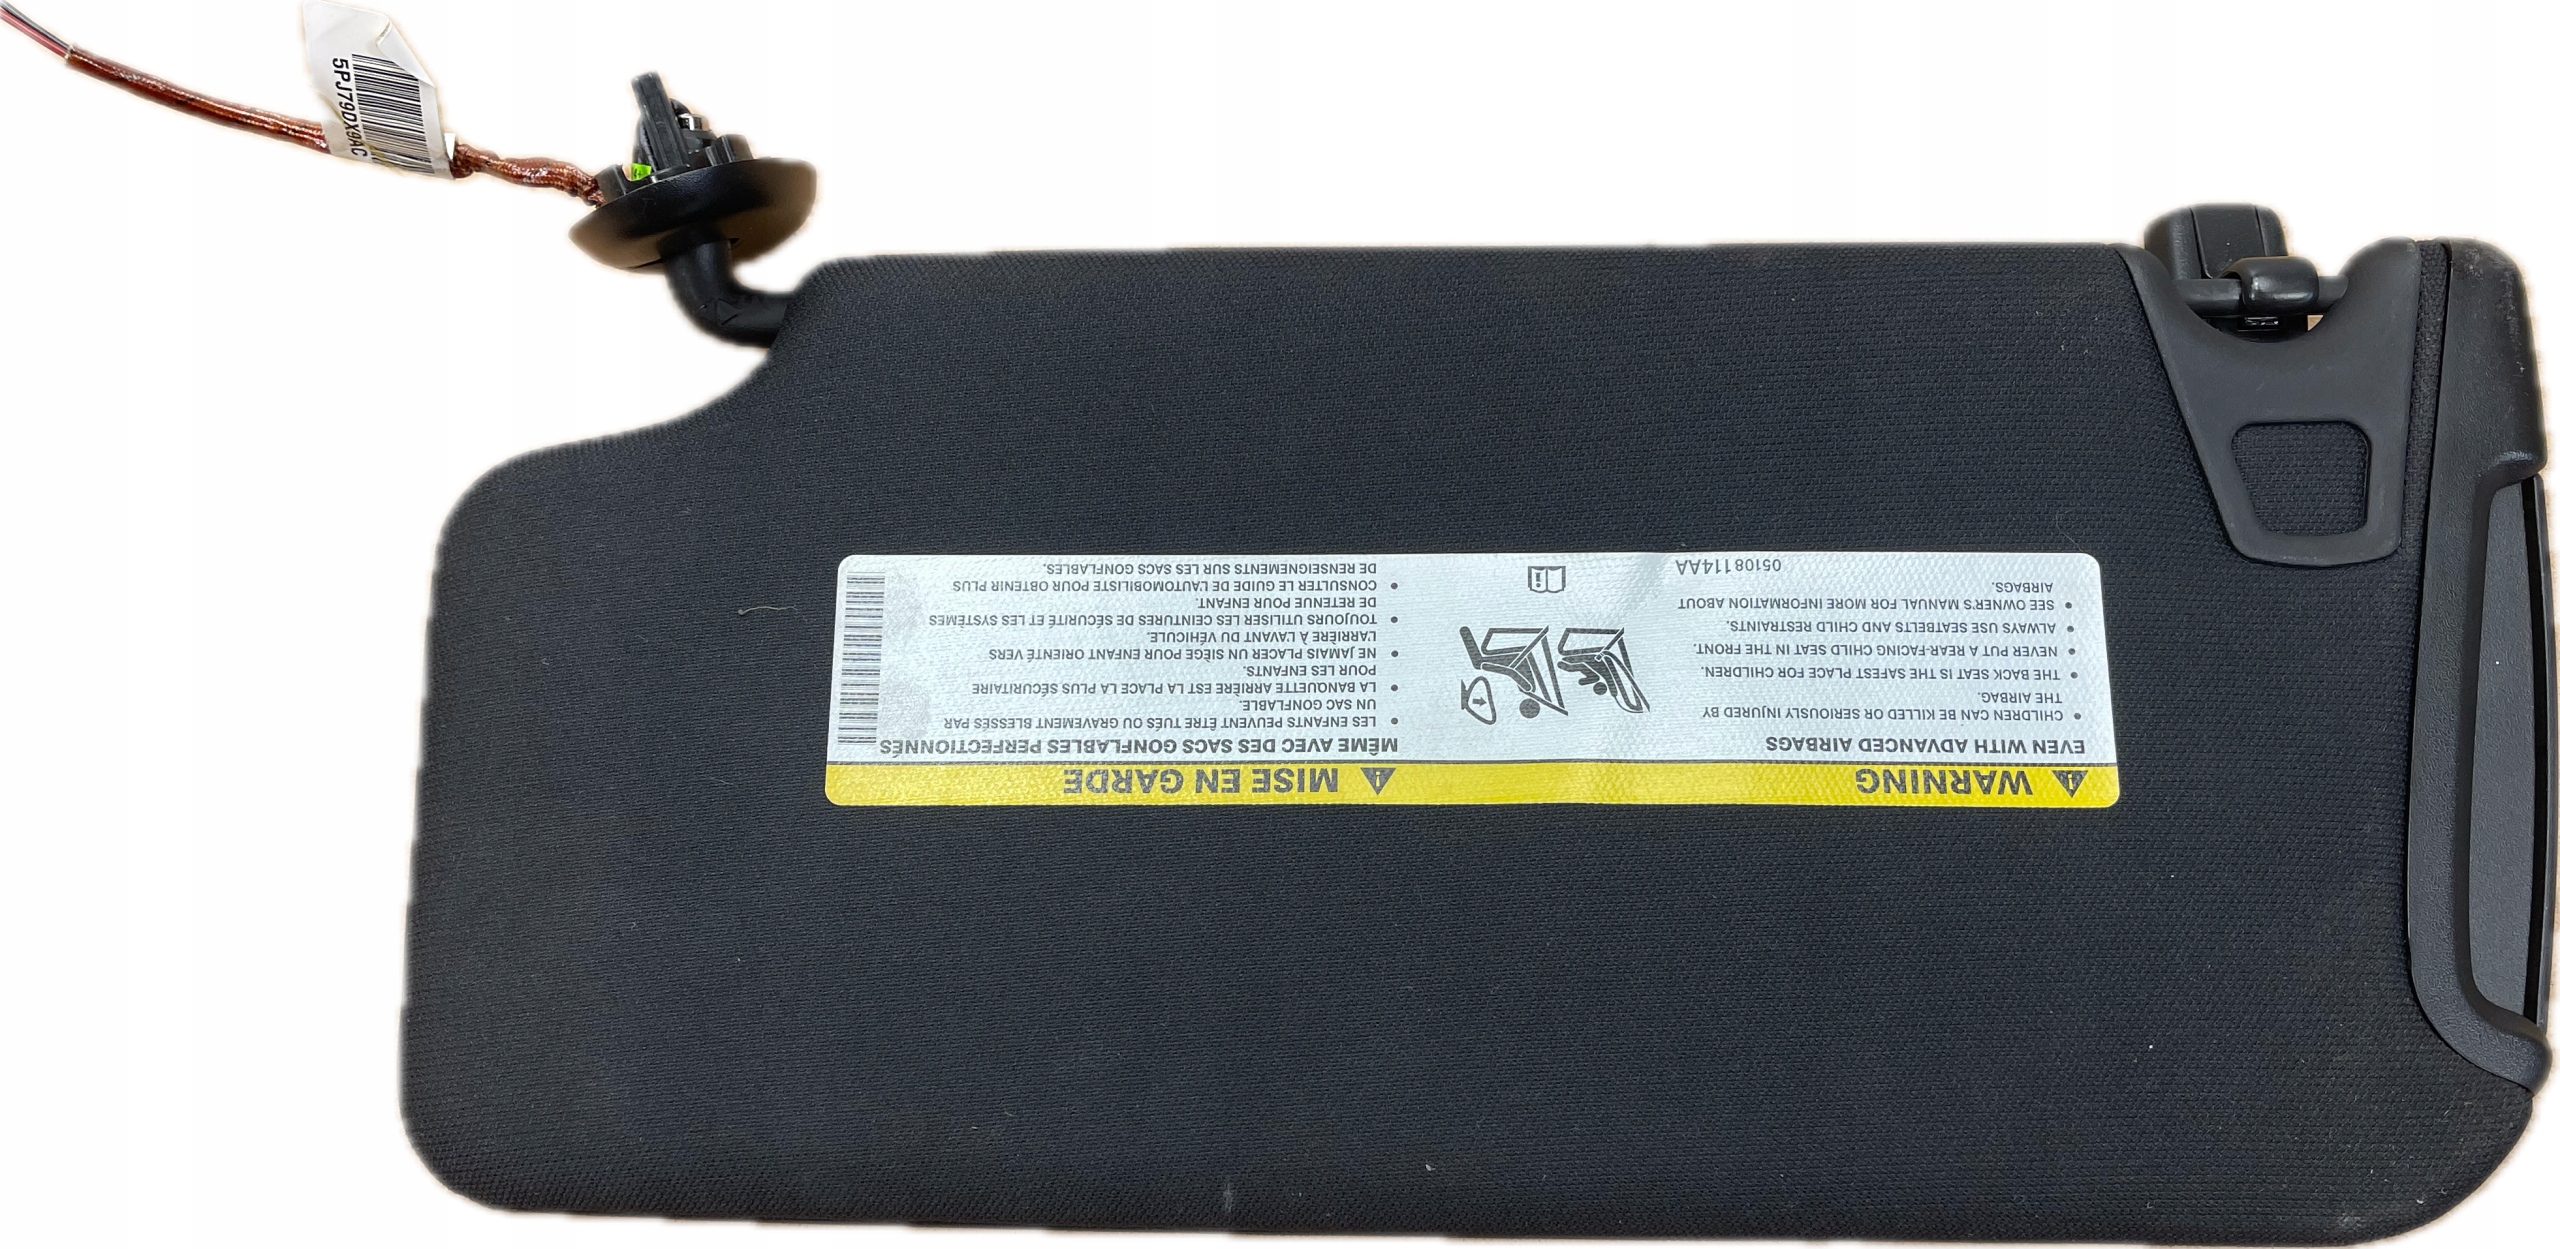 5PJ79DX9AC
WARNING
EVEN WITH ADVANCED AIRBAGS
• CHILDREN CAN BE KILLED OR SERIOUSLY INJURED BY
THE AIRBAG.
• THE BACK SEAT IS THE SAFEST PLACE FOR CHILDREN.
• NEVER PUT A REAR-FACING CHILD SEAT IN THE FRONT.
• ALWAYS USE SEATBELTS AND CHILD RESTRAINTS.
• SEE OWNER'S MANUAL FOR MORE INFORMATION ABOUT
AIRBAGS.
05108114AA
MISE EN GARDE
MÊME AVEC DES SACS GONFLABLES PERFECTIONNÉS
• LES ENFANTS PEUVENT ÊTRE TUÉS OU GRAVEMENT BLESSÉS PAR
UN SAC GONFLABLE.
• LA BANQUETTE ARRIÈRE EST LA PLACE LA PLUS SÉCURITAIRE
POUR LES ENFANTS.
• NE JAMAIS PLACER UN SIÈGE POUR ENFANT ORIENTÉ VERS
L'ARRIÈRE À L'AVANT DU VÉHICULE.
• TOUJOURS UTILISER LES CEINTURES DE SÉCURITÉ ET LES SYSTÈMES
DE RETENUE POUR ENFANT.
• CONSULTER LE GUIDE DE L'AUTOMOBILISTE POUR OBTENIR PLUS
DE RENSEIGNEMENTS SUR LES SACS GONFLABLES.